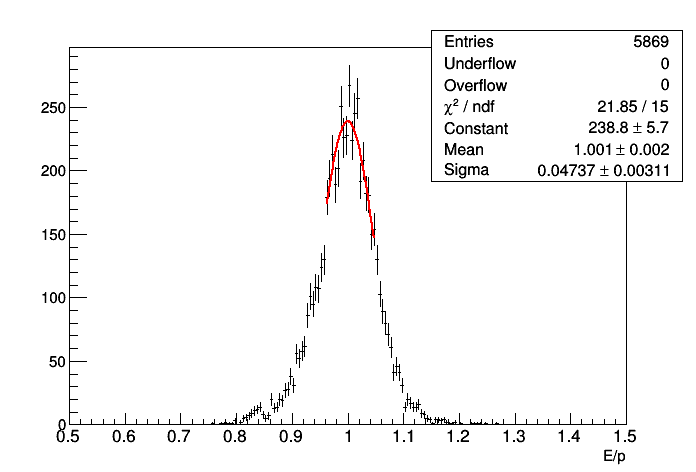 Entries 5869
Underflow 0
Overflow 0
χ² / ndf 21.85 / 15
Constant 238.8 ± 5.7
Mean 1.001 ± 0.002
Sigma 0.04737 ± 0.00311
250
200
150
100
50
0
0.5 0.6 0.7 0.8 0.9 1 1.1 1.2 1.3 1.4 1.5
E/p